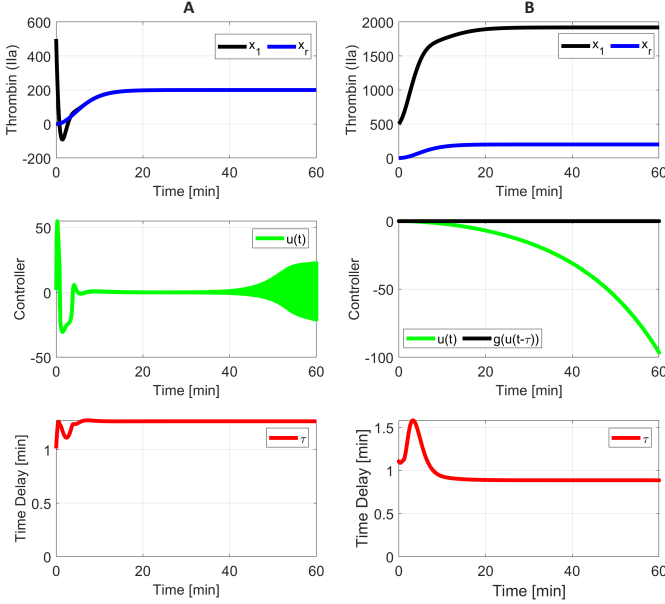 A
600
400
200
0
-200
Thrombin (IIa)
x1 xr
0 20 40 60
Time [min]
B
2000
1500
1000
500
0
Thrombin (IIa)
x1 xr
0 20 40 60
Time [min]
50
0
-50
Controller
u(t)
0 20 40 60
Time [min]
0
-50
-100
Controller
u(t) g(u(t-τ))
0 20 40 60
Time [min]
1
0.5
0
Time Delay [min]
τ
0 20 40 60
Time [min]
1.5
1
0.5
0
Time Delay [min]
τ
0 20 40 60
Time [min]